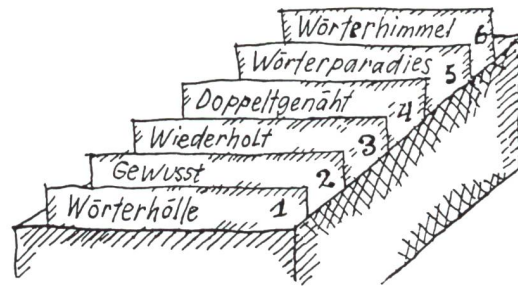 Wörterhimmel 6
Wörterparadies 5
Doppeltgenäht 4
Wiederholt 3
Gewusst 2
Wörterhölle 1